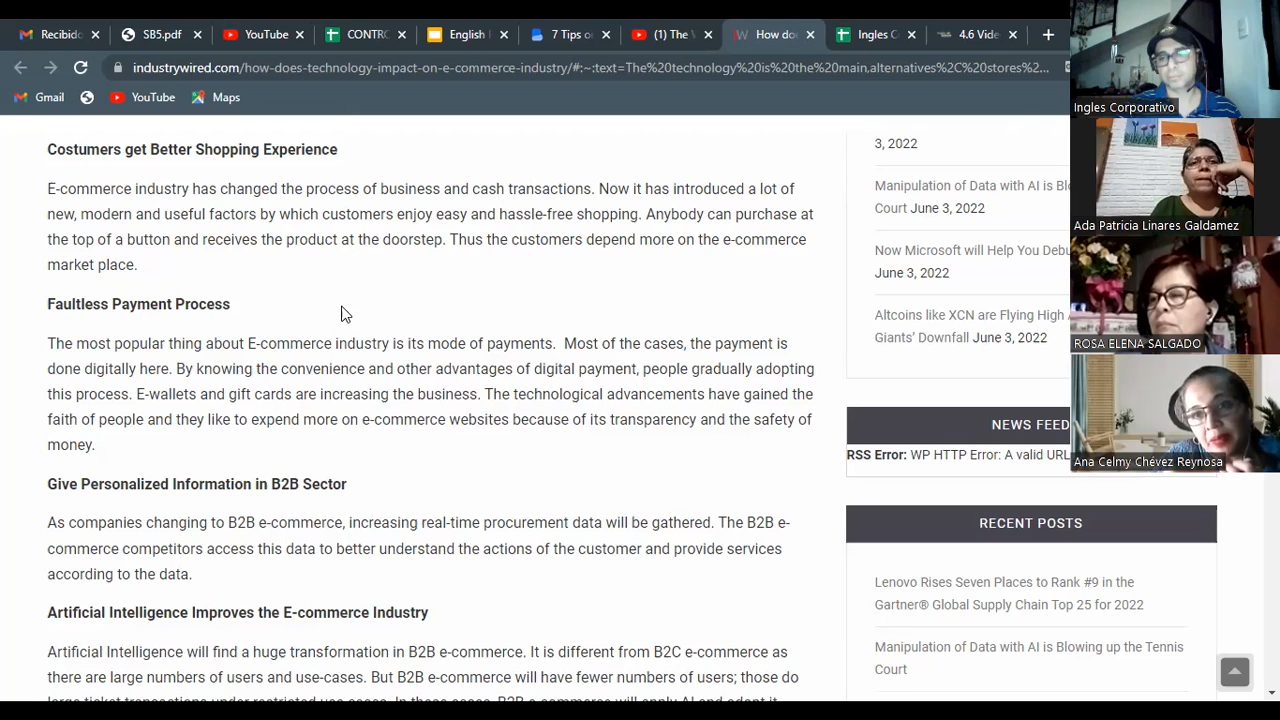 Recibido
SB5.pdf
YouTube
CONTRO
English
7 Tips o
(1) The
How do
Ingles C
4.6 Vide
industrywired.com/how-does-technology-impact-on-e-commerce-industry/#:~:text=The%20technology%20is%20the%20main,alternatives%2C%20stores%2...
Gmail
YouTube
Maps
Costumers get Better Shopping Experience
E-commerce industry has changed the process of business and cash transactions. Now it has introduced a lot of
new, modern and useful factors by which customers enjoy easy and hassle-free shopping. Anybody can purchase at
the top of a button and receives the product at the doorstep. Thus the customers depend more on the e-commerce
market place.
Faultless Payment Process
The most popular thing about E-commerce industry is its mode of payments.  Most of the cases, the payment is
done digitally here. By knowing the convenience and other advantages of digital payment, people gradually adopting
this process. E-wallets and gift cards are increasing tha business. The technological advancements have gained the
faith of people and they like to expend more on e-commerce websites because of its transparency and the safety of
money.
Give Personalized Information in B2B Sector
As companies changing to B2B e-commerce, increasing real-time procurement data will be gathered. The B2B e-
commerce competitors access this data to better understand the actions of the customer and provide services
according to the data.
Artificial Intelligence Improves the E-commerce Industry
Artificial Intelligence will find a huge transformation in B2B e-commerce. It is different from B2C e-commerce as
there are large numbers of users and use-cases. But B2B e-commerce will have fewer numbers of users; those do
3, 2022
Manipulation of Data with AI is Blo
Court June 3, 2022
Now Microsoft will Help You Debu
June 3, 2022
Altcoins like XCN are Flying High
Giants' Downfall June 3, 2022
NEWS FEED
RSS Error: WP HTTP Error: A valid URL
RECENT POSTS
Lenovo Rises Seven Places to Rank #9 in the
Gartner® Global Supply Chain Top 25 for 2022
Manipulation of Data with AI is Blowing up the Tennis
Court
Ingles Corporativo
Ada Patricia Linares Galdamez
ROSA ELENA SALGADO
Ana Celmy Chévez Reynosa